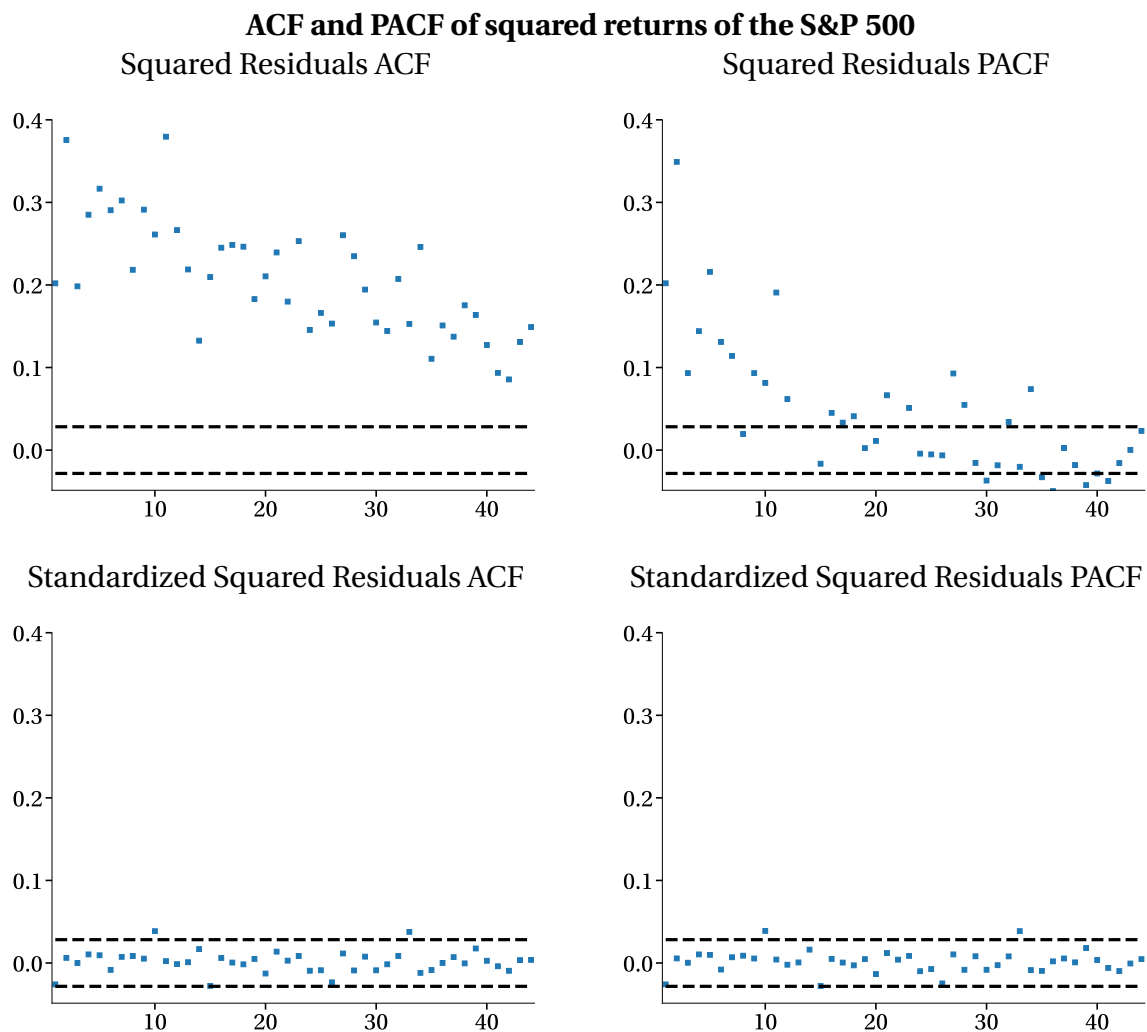 ACF and PACF of squared returns of the S&P 500
Squared Residuals ACF
0.4
0.3
0.2
0.1
0.0
10 20 30 40
Squared Residuals PACF
0.4
0.3
0.2
0.1
0.0
10 20 30 40
Standardized Squared Residuals ACF
0.4
0.3
0.2
0.1
0.0
10 20 30 40
Standardized Squared Residuals PACF
0.4
0.3
0.2
0.1
0.0
10 20 30 40